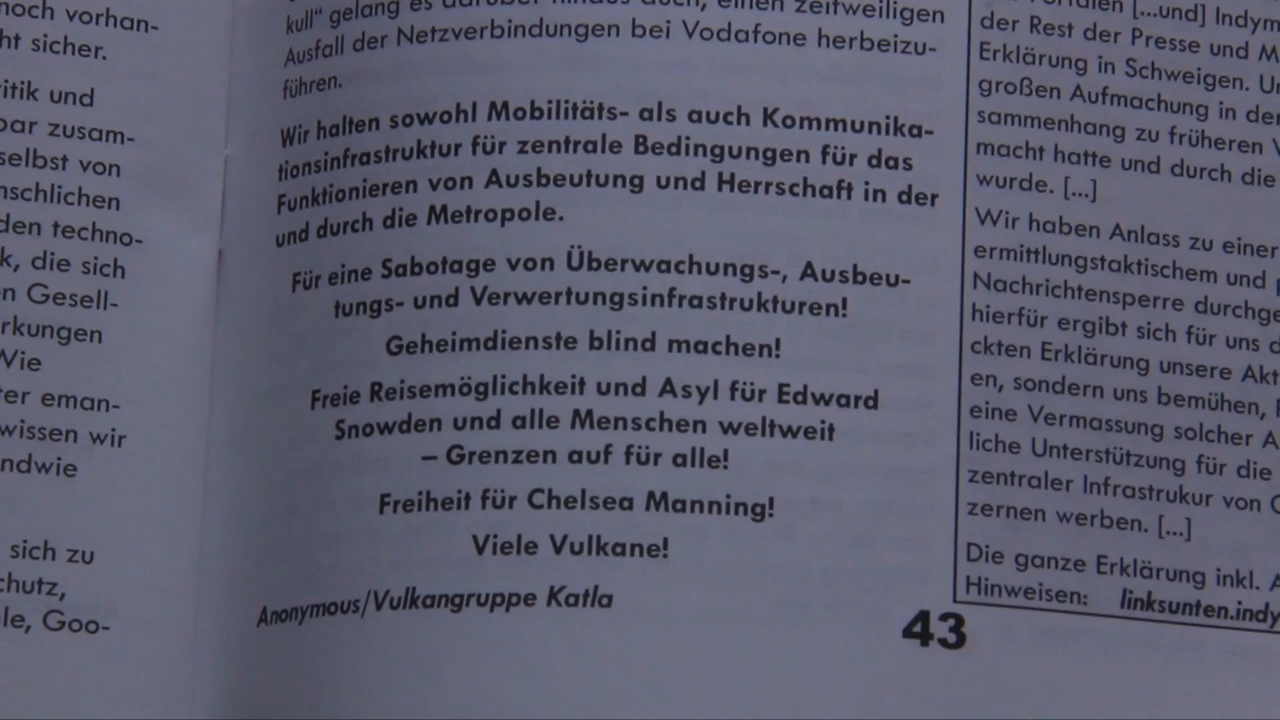 noch vorhan-
ht sicher.
itik und
bar zusam-
selbst von
nschlichen
den techno-
k, die sich
n Gesell-
rkungen
Wie
ter eman-
wissen wir
ndwie
sich zu
chutz,
le, Goo-
kull“ gelang es darüber hinaus auch, einen zeitweiligen
Ausfall der Netzverbindungen bei Vodafone herbeizu-
führen.
Wir halten sowohl Mobilitäts- als auch Kommunika-
tionsinfrastruktur für zentrale Bedingungen für das
Funktionieren von Ausbeutung und Herrschaft in der
und durch die Metropole.
Für eine Sabotage von Überwachungs-, Ausbeu-
tungs- und Verwertungsinfrastrukturen!
Geheimdienste blind machen!
Freie Reisemöglichkeit und Asyl für Edward
Snowden und alle Menschen weltweit
– Grenzen auf für alle!
Freiheit für Chelsea Manning!
Viele Vulkane!
Anonymous/Vulkangruppe Katla
43
[...und] Indym
der Rest der Presse und M
Erklärung in Schweigen. Un
großen Aufmachung in der
sammenhang zu früheren V
macht hatte und durch die
wurde. [...]
Wir haben Anlass zu einer
ermittlungstaktischem und
Nachrichtensperre durchge
hierfür ergibt sich für uns d
ckten Erklärung unsere Akt
en, sondern uns bemühen,
eine Vermassung solcher A
liche Unterstützung für die
zentraler Infrastrukur von
zernen werben. [...]
Die ganze Erklärung inkl. A
Hinweisen: linksunten.indy